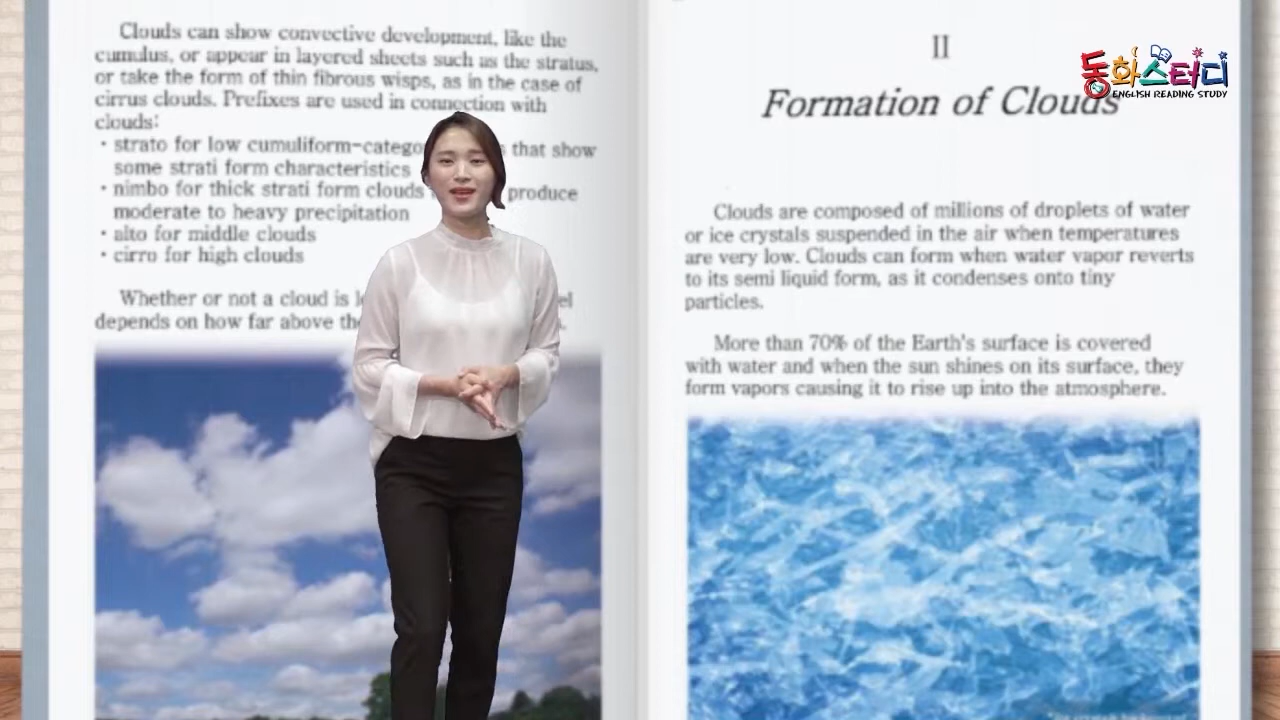 Clouds can show convective development, like the
cumulus, or appear in layered sheets such as the stratus,
or take the form of thin fibrous wisps, as in the case of
cirrus clouds. Prefixes are used in connection with
clouds:
· strato for low cumuliform-catego that show
some strati form characteristics
· nimbo for thick strati form clouds produce
moderate to heavy precipitation
· alto for middle clouds
· cirro for high clouds
Whether or not a cloud is
depends on how far above the
II
Formation of Clouds
동화스타디
ENGLISH READING STUDY
Clouds are composed of millions of droplets of water
or ice crystals suspended in the air when temperatures
are very low. Clouds can form when water vapor reverts
to its semi liquid form, as it condenses onto tiny
particles.
More than 70% of the Earth's surface is covered
with water and when the sun shines on its surface, they
form vapors causing it to rise up into the atmosphere.